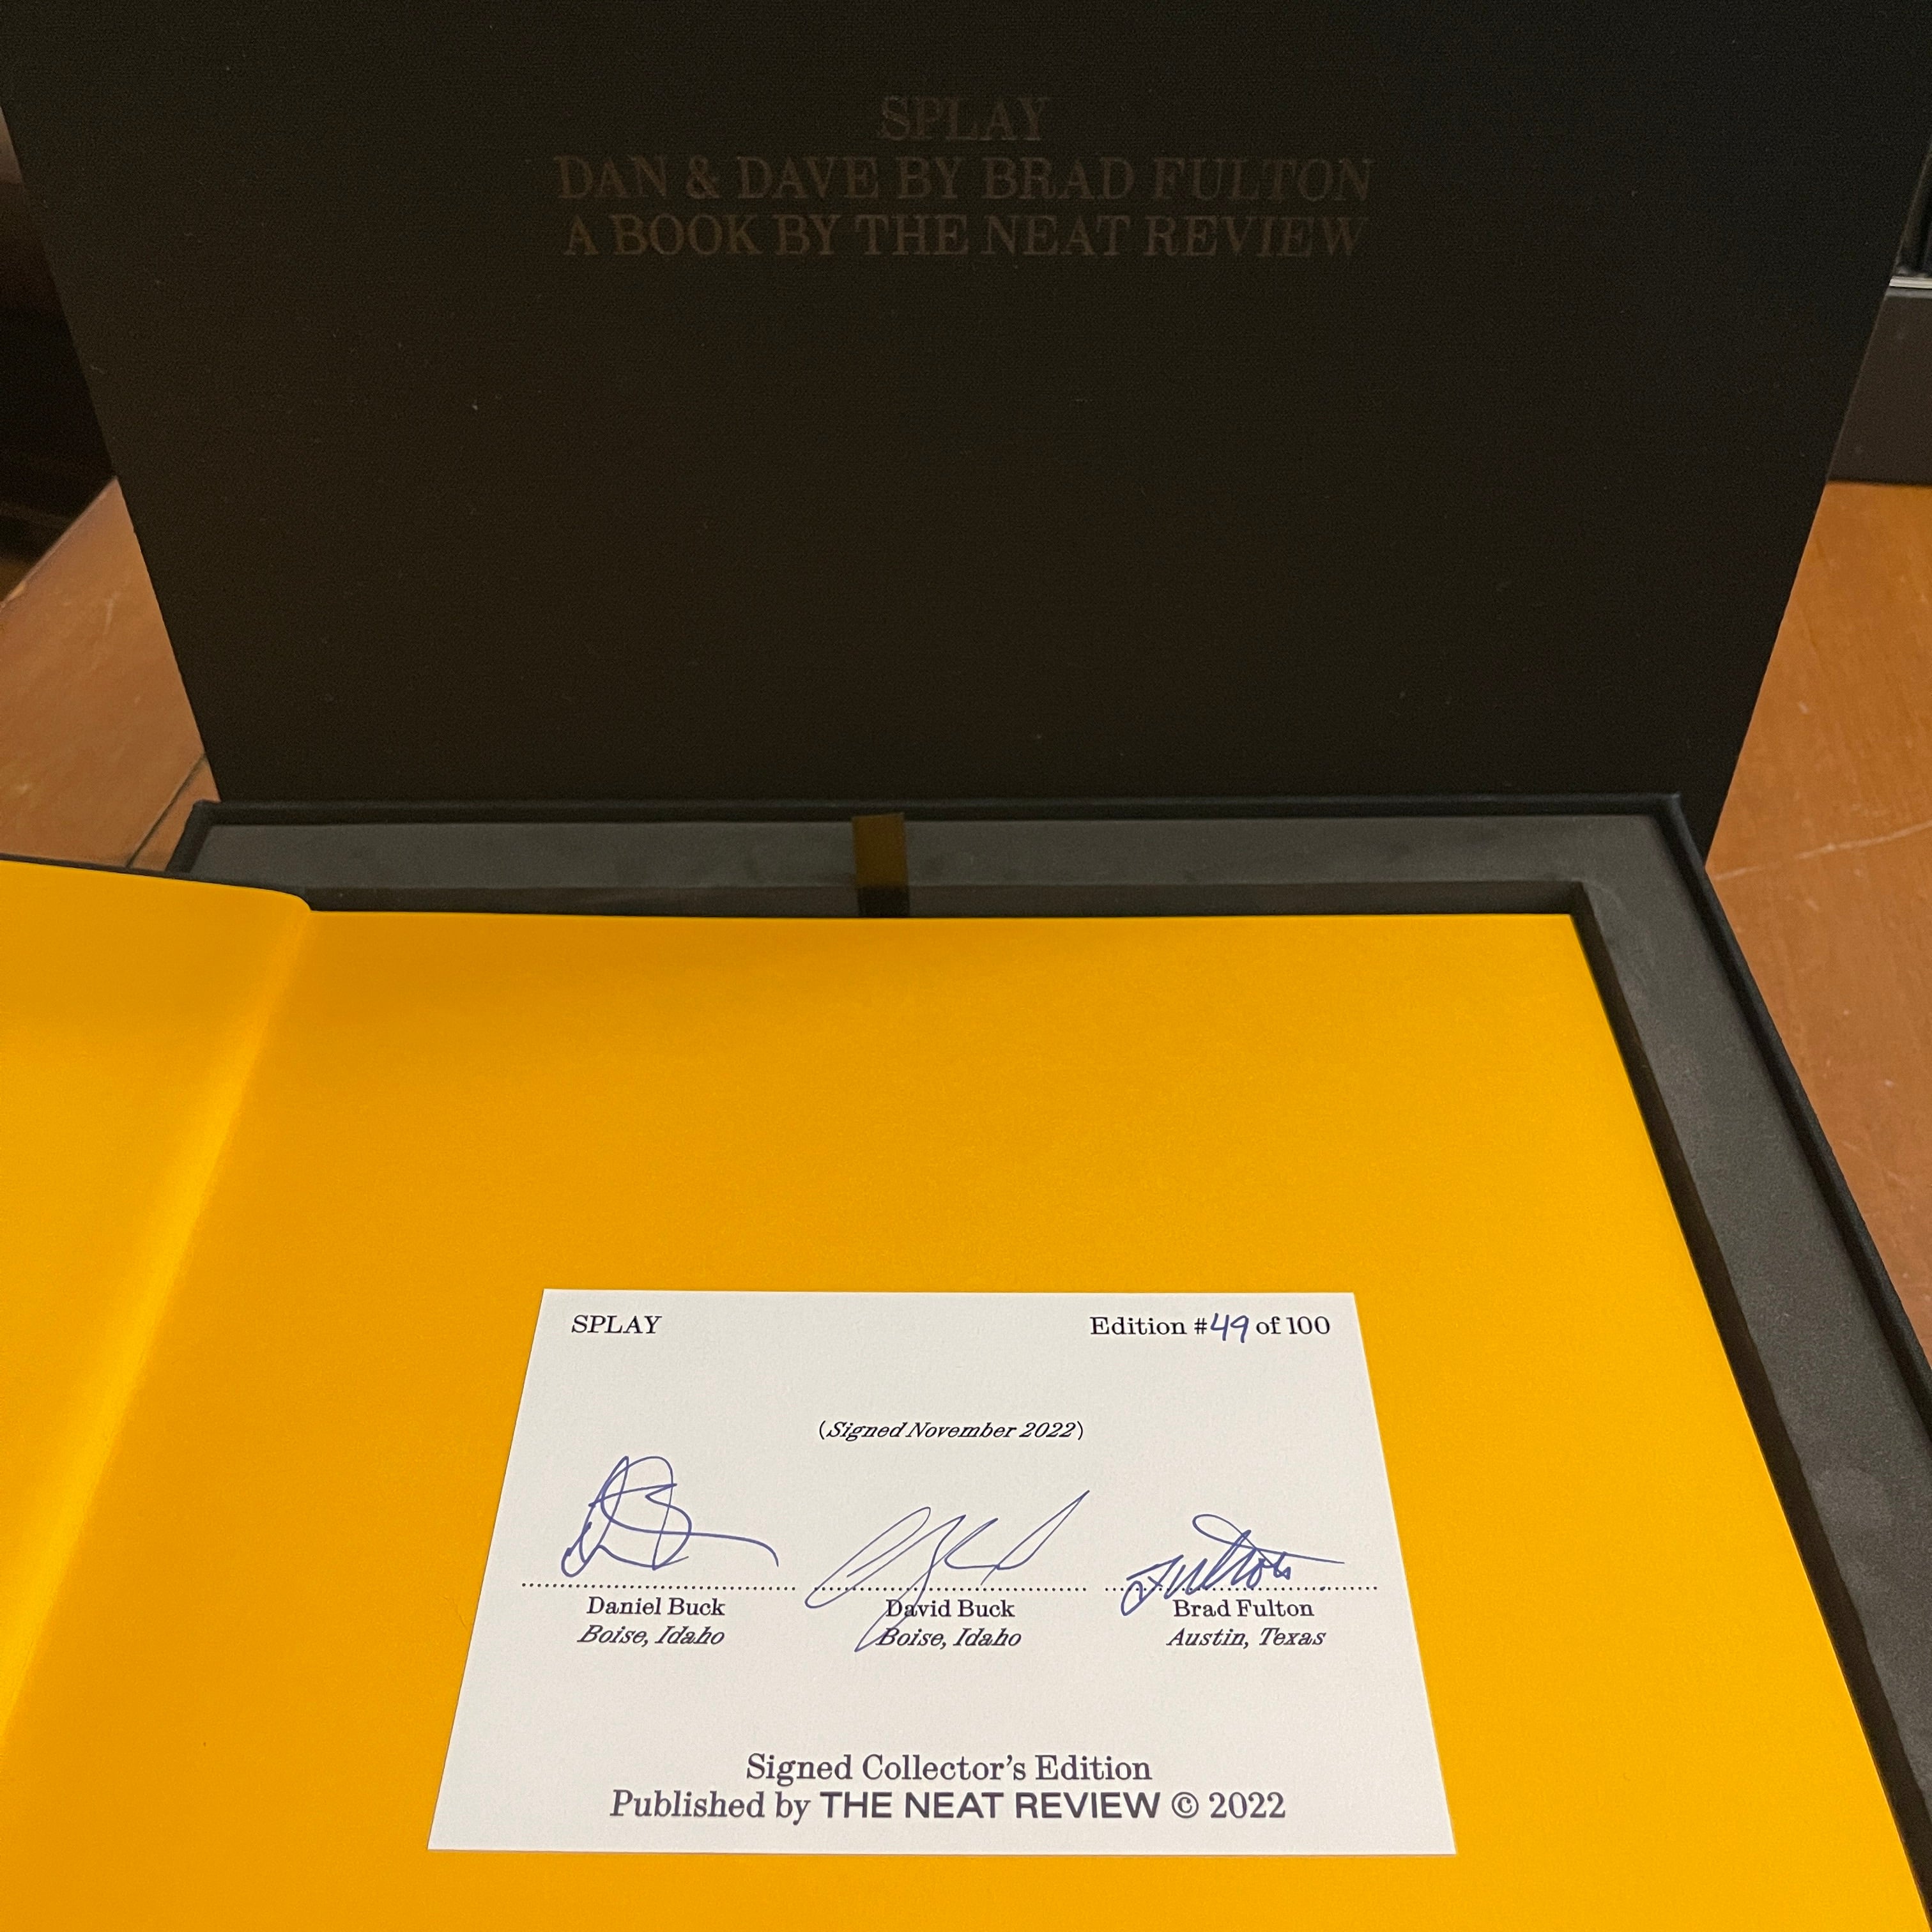 SPLAY
DAN & DAVE BY BRAD FULTON
A BOOK BY THE NEAT REVIEW
SPLAY Edition #49 of 100
(Signed November 2022)
Fulton
Daniel Buck David Buck Brad Fulton
Boise, Idaho Boise, Idaho Austin, Texas
Signed Collector's Edition
Published by THE NEAT REVIEW © 2022